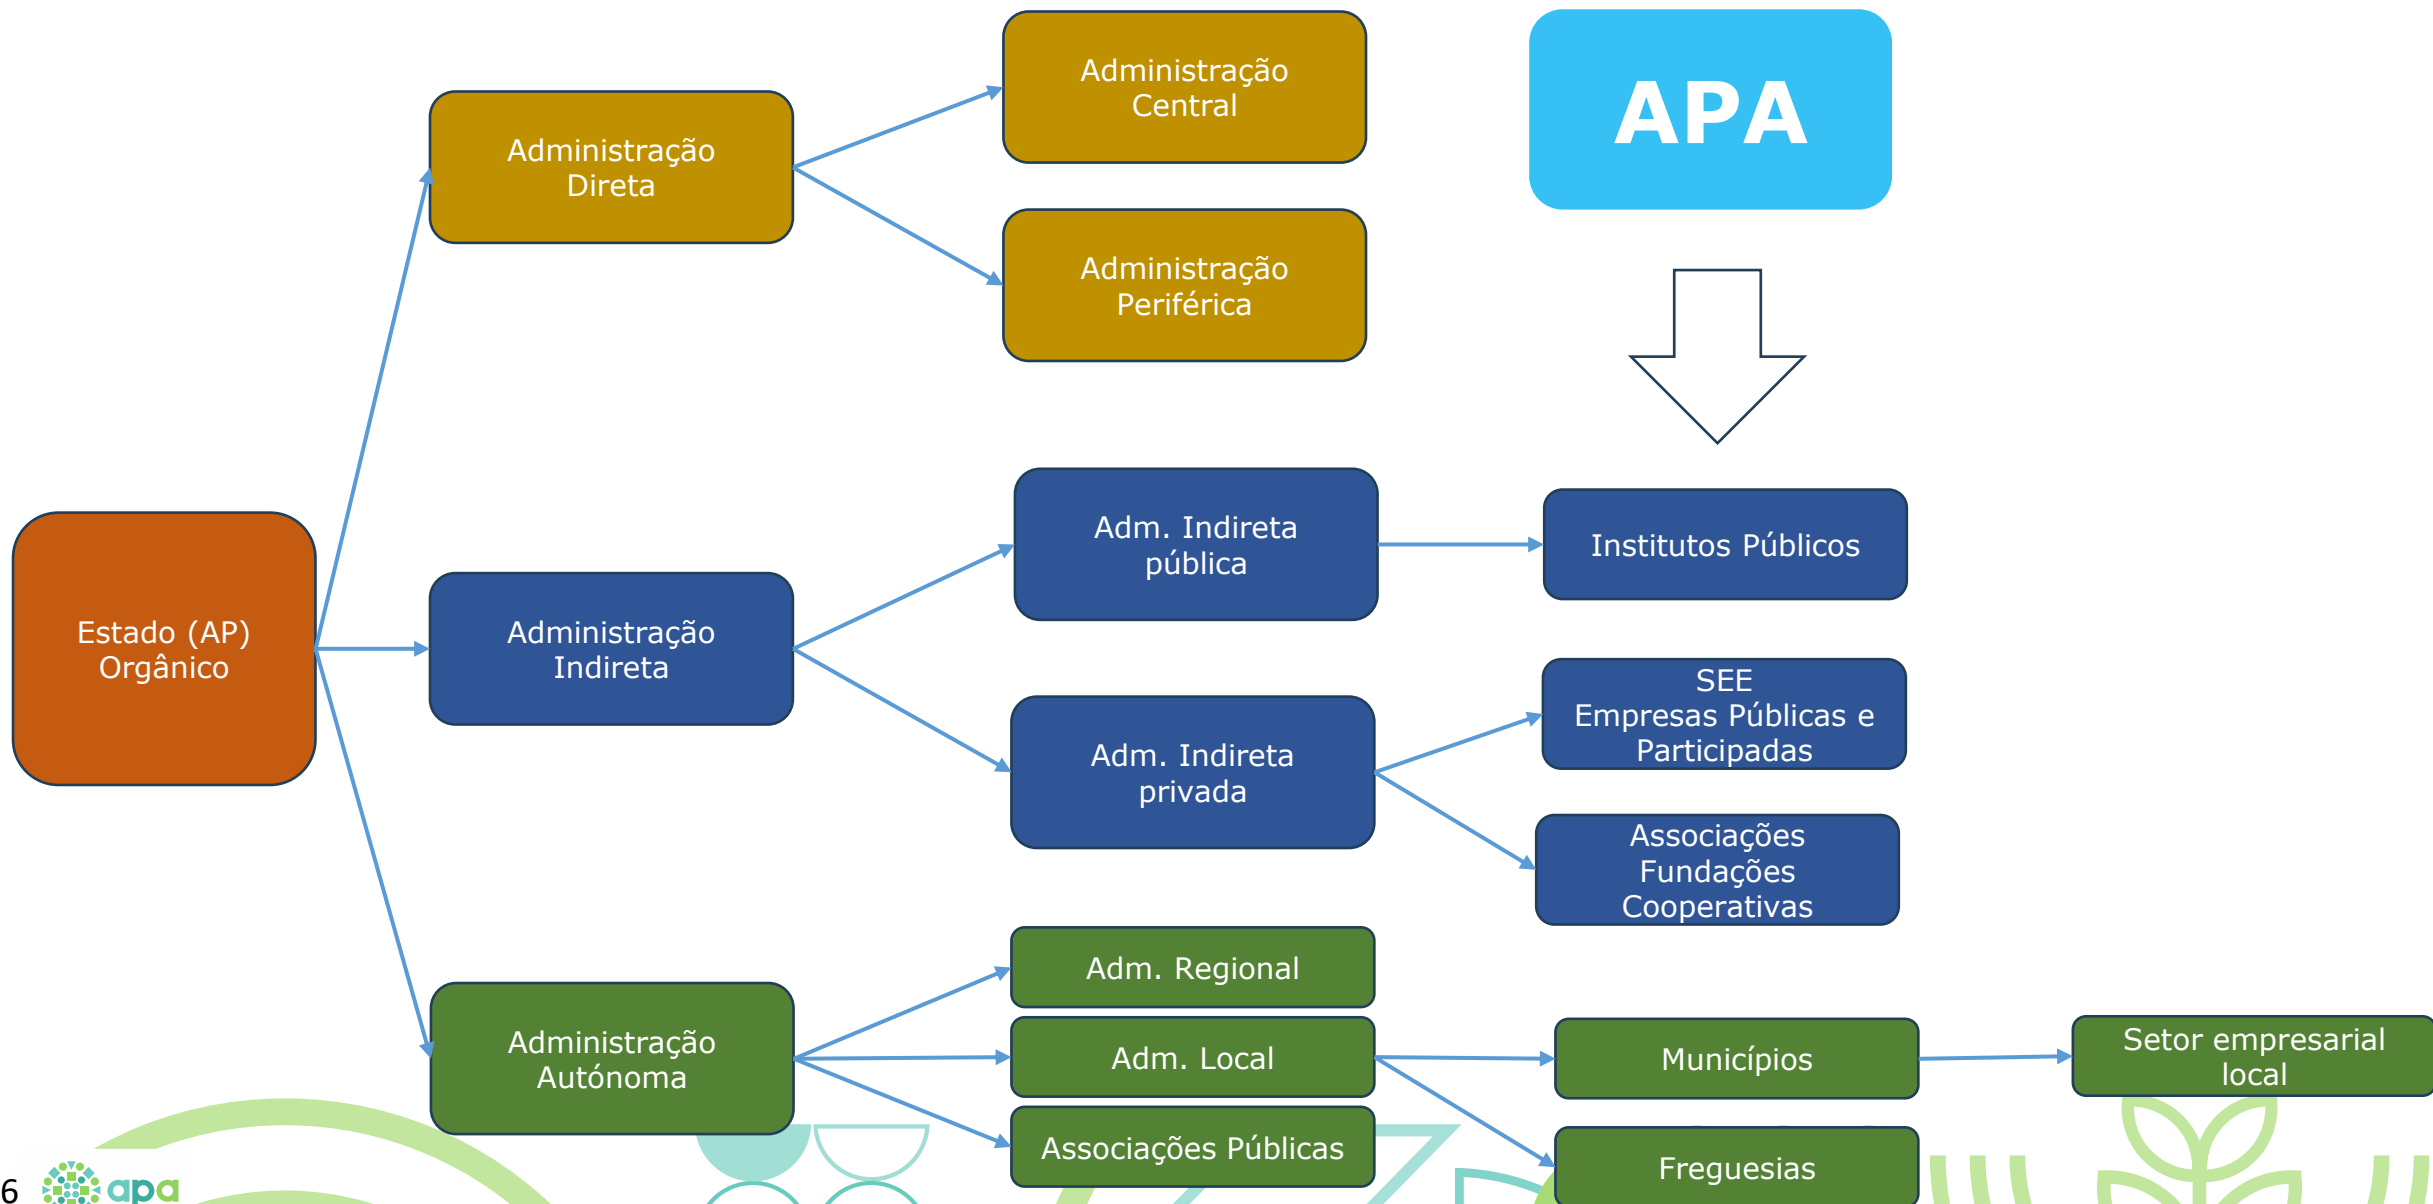 Administração
Central
APA
Administração
Direta
Administração
Periférica
Adm. Indireta
pública
Institutos Públicos
Estado (AP)
Orgânico
Administração
Indireta
SEE
Empresas Públicas e
Participadas
Adm. Indireta
privada
Associações
Fundações
Cooperativas
Adm. Regional
Administração
Autónoma
Adm. Local
Municípios
Setor empresarial
local
Associações Públicas
Freguesias
6
apa